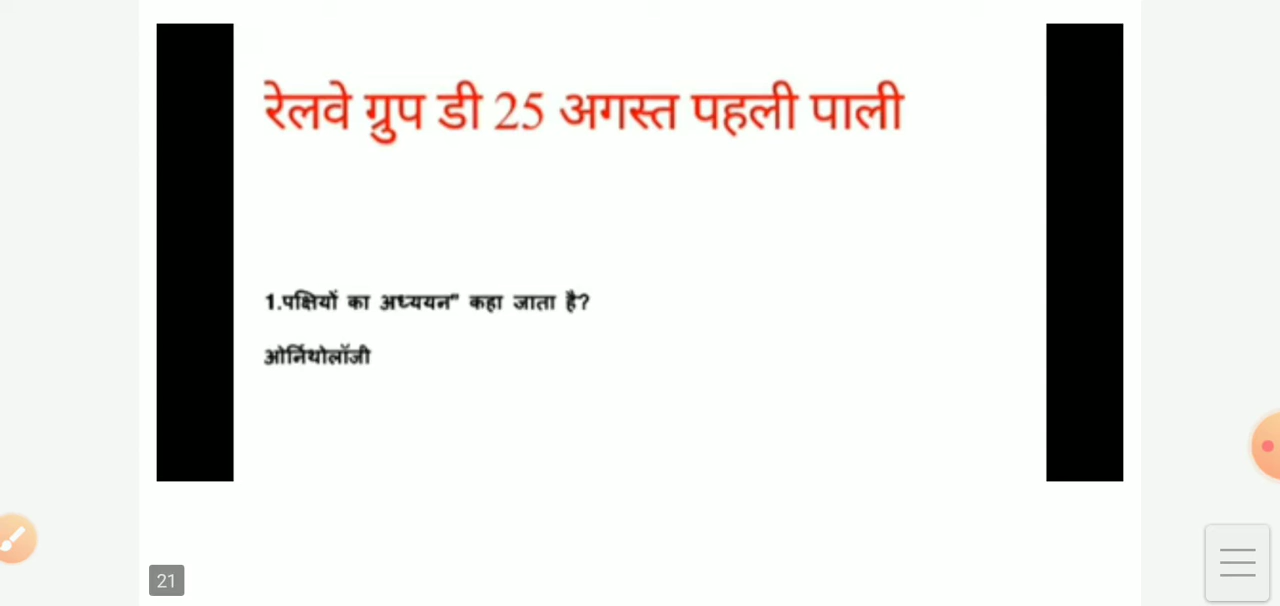 रेलवे ग्रुप डी 25 अगस्त पहली पाली
1.पक्षियों का अध्ययन" कहा जाता है?
ओर्निथोलॉजी
21